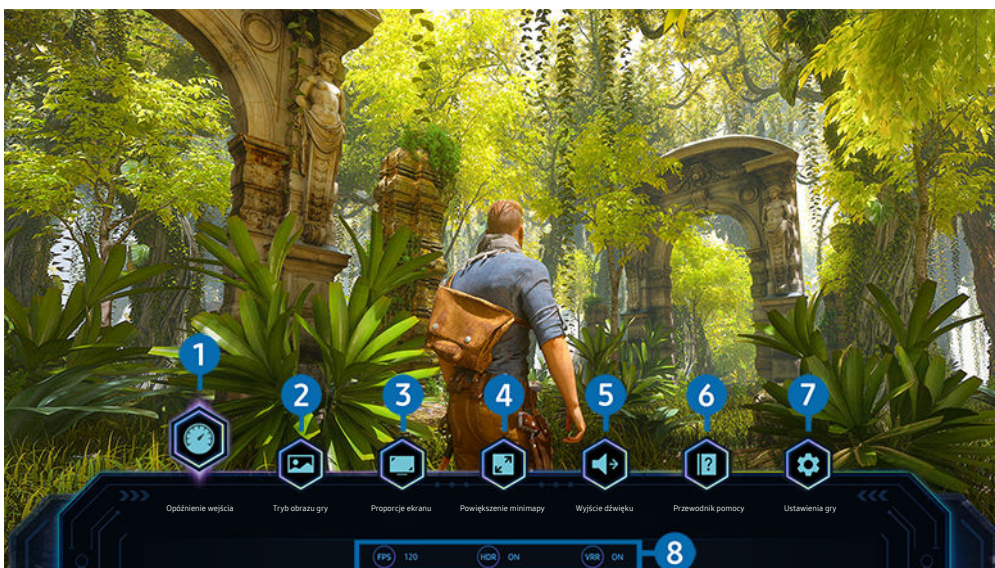 1
2
3
4
5
6
7
?
Opóźnienie wejścia
Tryb obrazu gry
Proporcje ekranu
Powiększenie minimapy
Wyjście dźwięku
Przewodnik pomocy
Ustawienia gry
FPS 120 HDR ON VRR ON 8